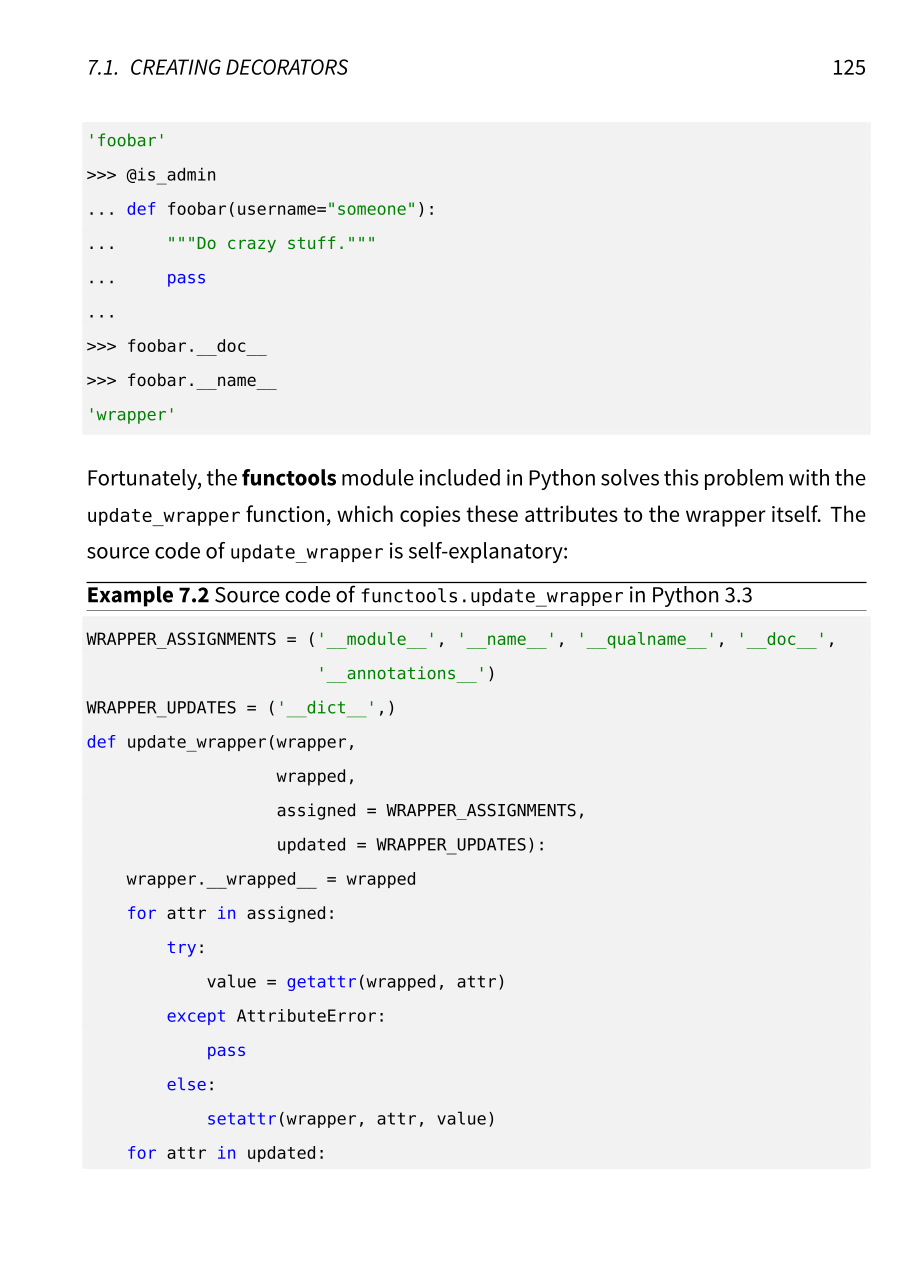 7.1. CREATING DECORATORS 125
'foobar'
>>> @is_admin
... def foobar(username="someone"):
...     """Do crazy stuff."""
...     pass
...
>>> foobar.__doc__
>>> foobar.__name__
'wrapper'
Fortunately, the functools module included in Python solves this problem with the
update_wrapper function, which copies these attributes to the wrapper itself. The
source code of update_wrapper is self-explanatory:
Example 7.2 Source code of functools.update_wrapper in Python 3.3
WRAPPER_ASSIGNMENTS = ('__module__', '__name__', '__qualname__', '__doc__',
                       '__annotations__')
WRAPPER_UPDATES = ('__dict__',)
def update_wrapper(wrapper,
                   wrapped,
                   assigned = WRAPPER_ASSIGNMENTS,
                   updated = WRAPPER_UPDATES):
    wrapper.__wrapped__ = wrapped
    for attr in assigned:
        try:
            value = getattr(wrapped, attr)
        except AttributeError:
            pass
        else:
            setattr(wrapper, attr, value)
    for attr in updated: